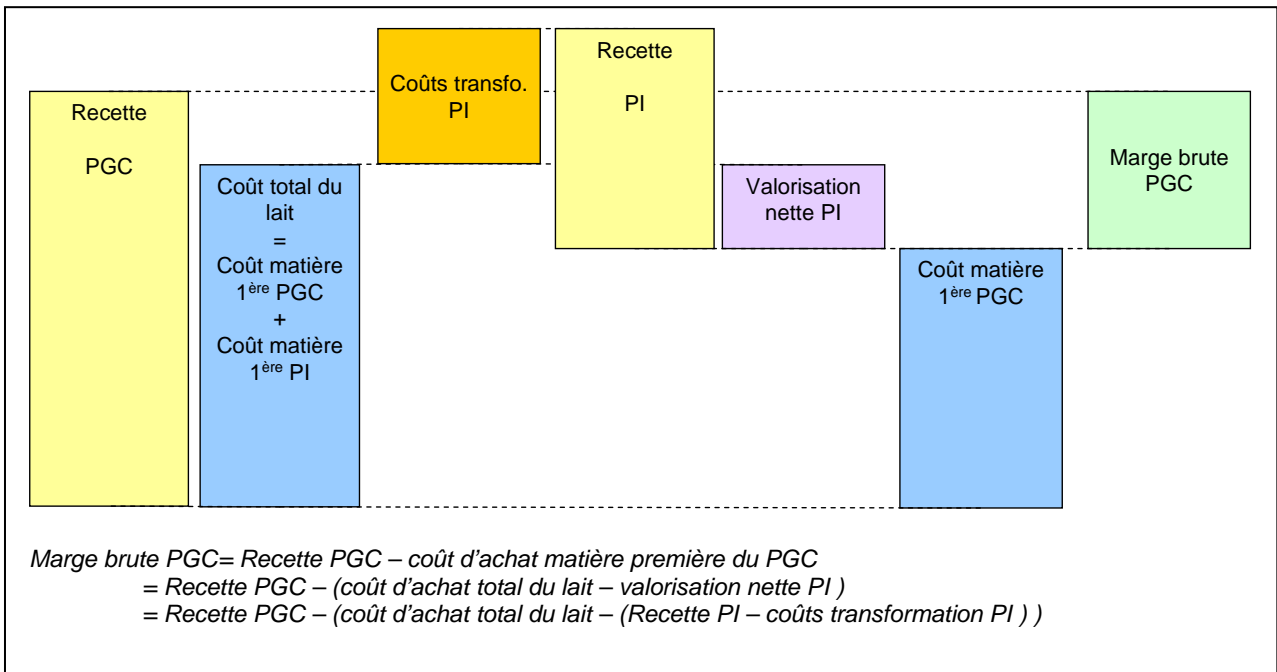 Recette
PGC
Coût total du
lait
=
Coût matière
1ère PGC
+
Coût matière
1ère PI
Coûts transfo.
PI
Recette
PI
Valorisation
nette PI
Coût matière
1ère PGC
Marge brute
PGC
Marge brute PGC= Recette PGC – coût d'achat matière première du PGC
= Recette PGC – (coût d'achat total du lait – valorisation nette PI )
= Recette PGC – (coût d'achat total du lait – (Recette PI – coûts transformation PI ) )